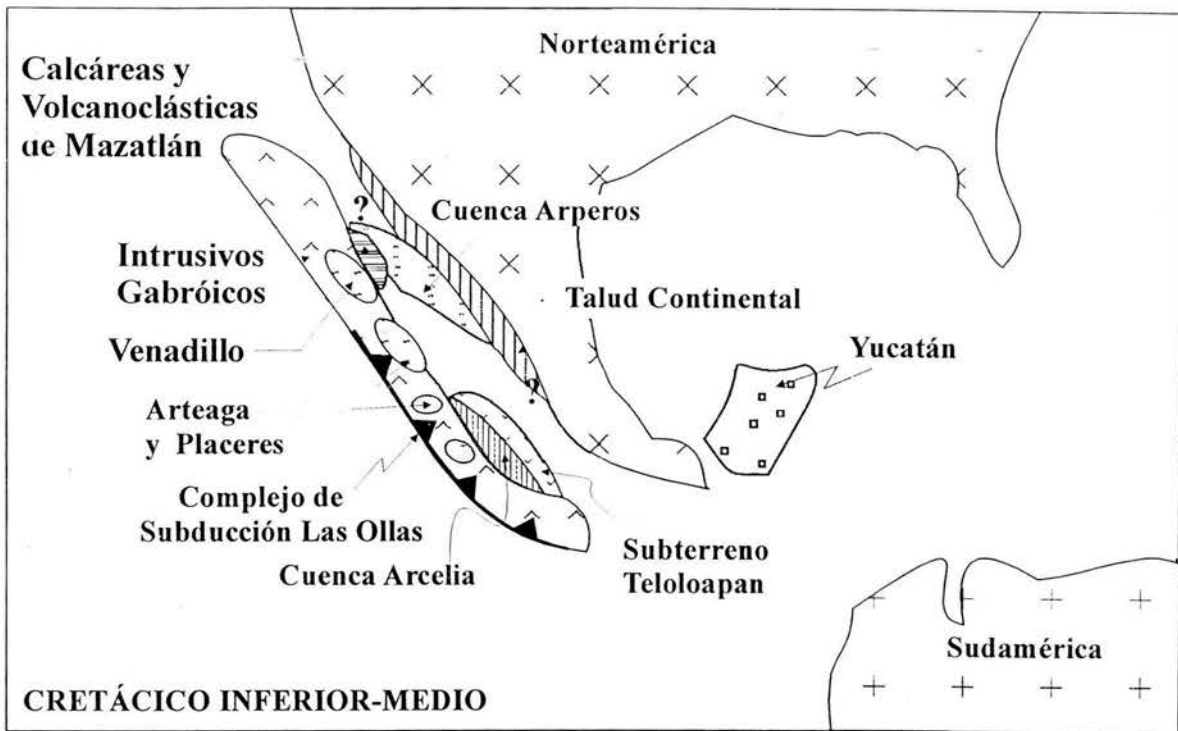 Norteamérica
Calcáreas y
Volcanoclásticas
de Mazatlán
?
Cuenca Arperos
Intrusivos
Gabróicos
Talud Continental
Venadillo
Yucatán
?
Arteaga
y Placeres
Complejo de
Subducción Las Ollas
Cuenca Arcelia
Subterreno
Teloloapan
Sudamérica
CRETÁCICO INFERIOR-MEDIO